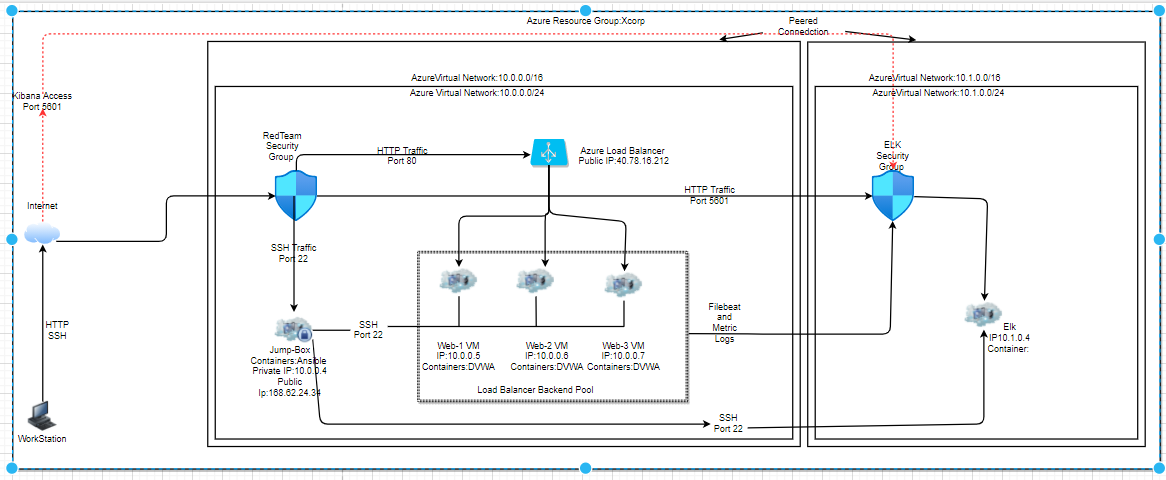 Azure Resource Group:Xcorp
Peered
Connedction
AzureVirtual Network:10.0.0.0/16
Azure Virtual Network:10.0.0.0/24
AzureVirtual Network:10.1.0.0/16
AzureVirtual Network:10.1.0.0/24
Kibana Access
Port 5601
RedTeam
Security
Group
HTTP Traffic
Port 80
Azure Load Balancer
Public IP:40.78.16.212
ELK
Security
Group
HTTP Traffic
Port 5601
Internet
SSH Traffic
Port 22
HTTP
SSH
SSH
Port 22
Jump-Box
Containers:Ansible
Private IP:10.0.0.4
Public
Ip:168.62.24.34
Web-1 VM
IP:10.0.0.5
Containers:DVWA
Web-2 VM
IP:10.0.0.6
Containers:DVWA
Web-3 VM
IP:10.0.0.7
Containers:DVWA
Load Balancer Backend Pool
Filebeat
and
Metric
Logs
Elk
IP10.1.0.4
Container:
SSH
Port 22
WorkStation